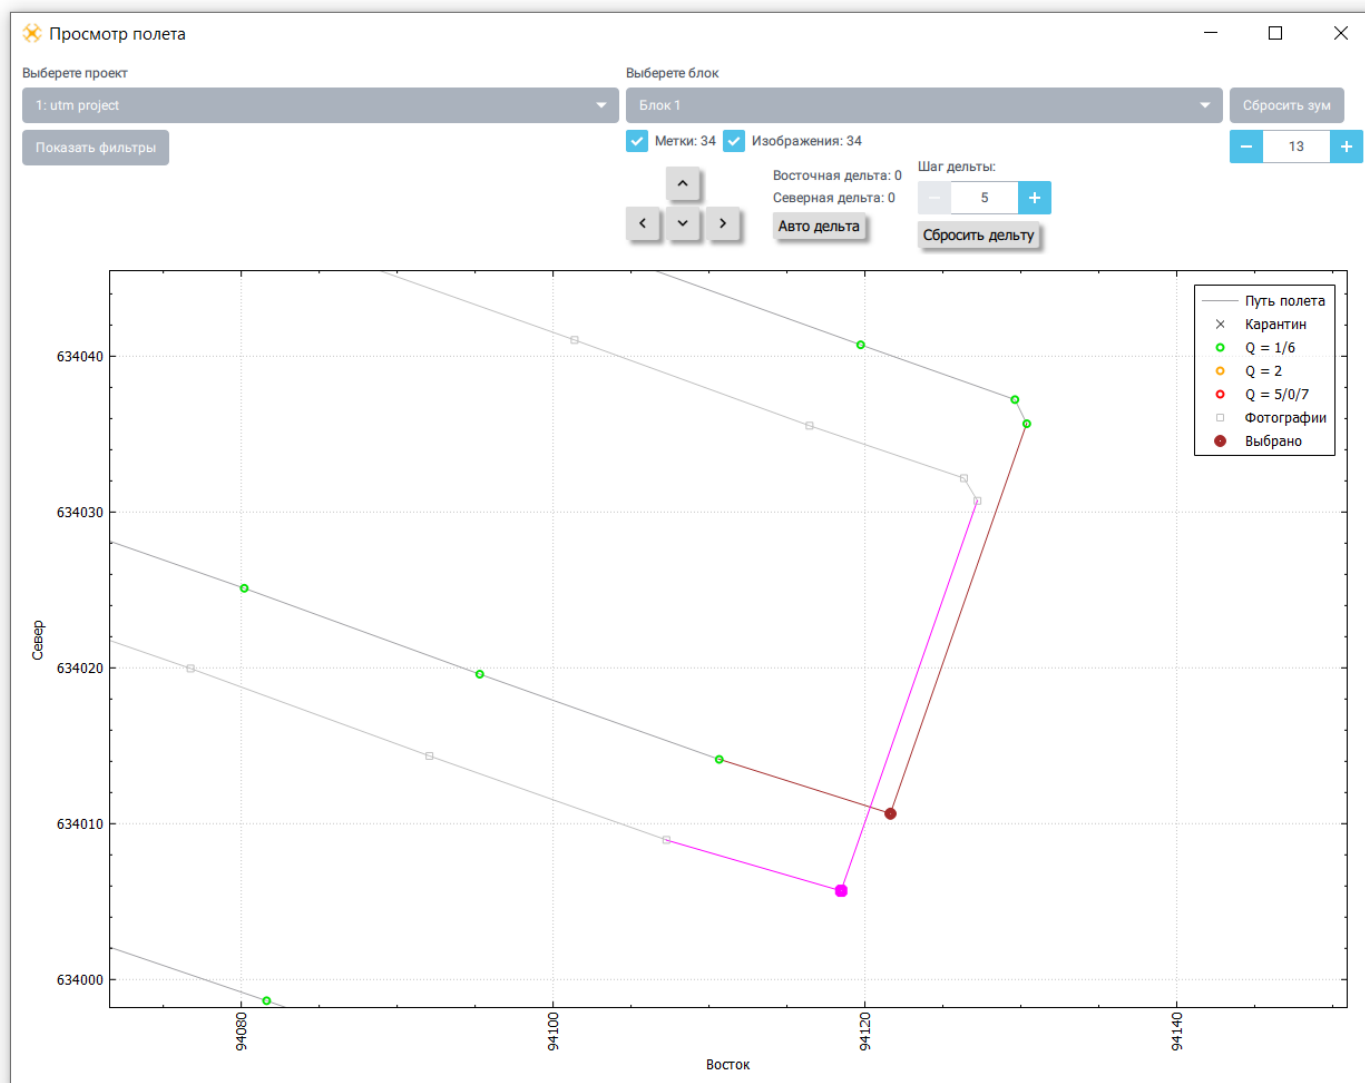 Просмотр полета
Выберете проект
Выберете блок
1: utm project
Блок 1
Сбросить зум
Показать фильтры
Метки: 34
Изображения: 34
13
Восточная дельта: 0
Северная дельта: 0
Авто дельта
Шаг дельты:
5
Сбросить дельту
Путь полета
Карантин
Q = 1/6
Q = 2
Q = 5/0/7
Фотографии
Выбрано
634040
634030
634020
634010
634000
Север
94080
94100
94120
94140
Восток